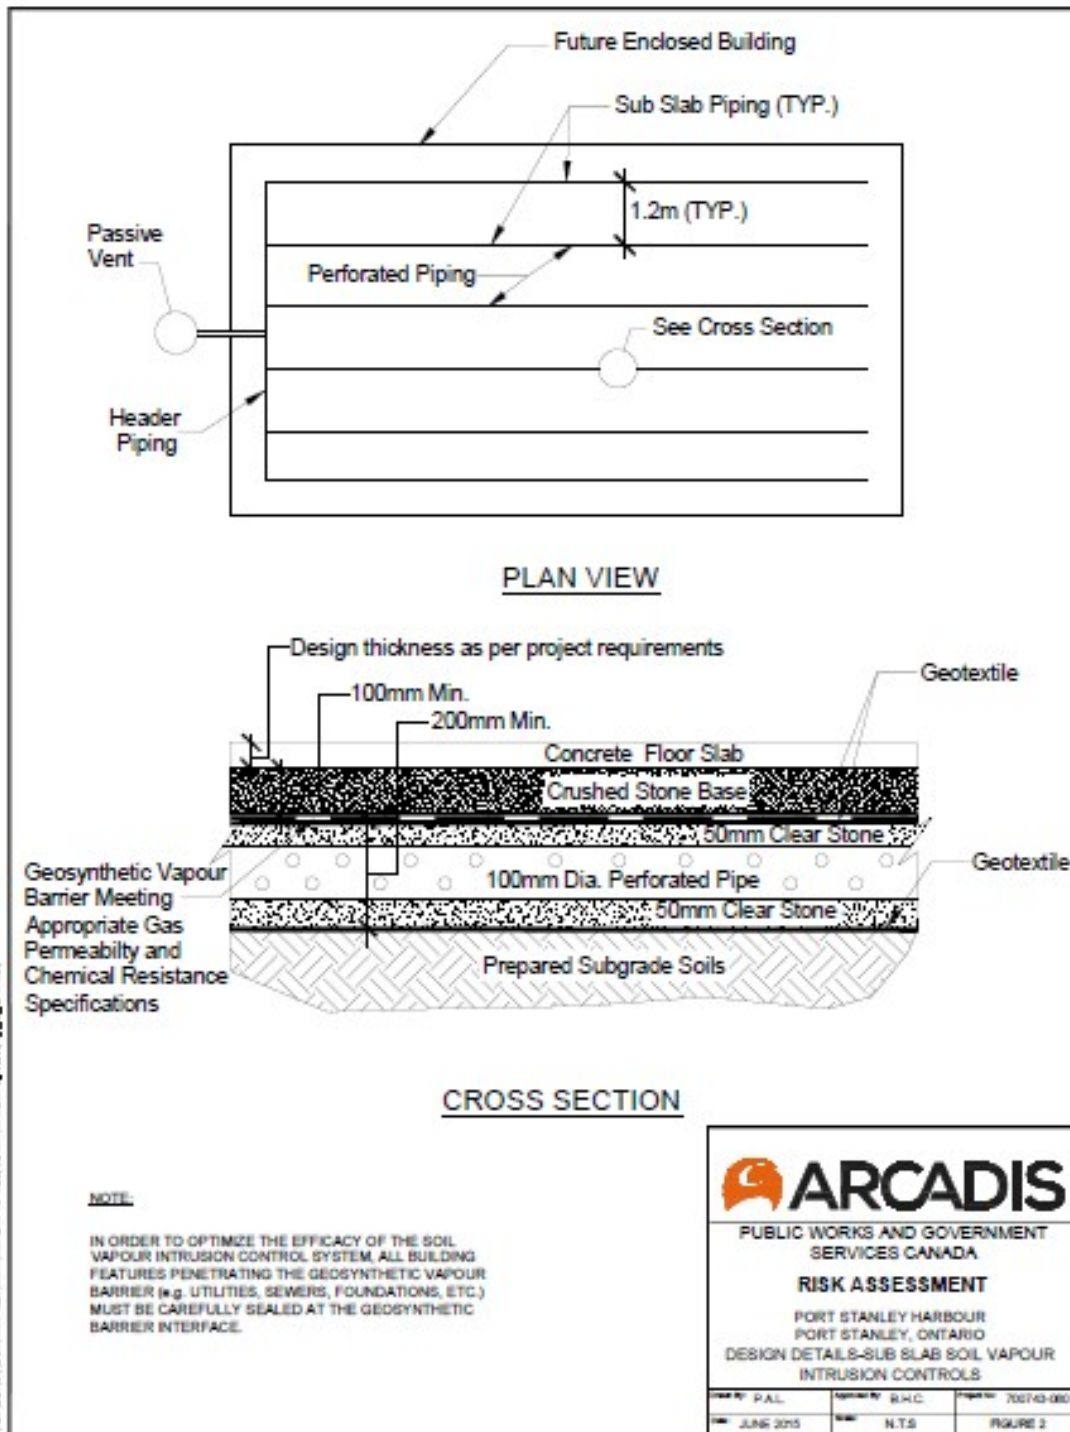 Future Enclosed Building
Sub Slab Piping (TYP.)
1.2m (TYP.)
Passive
Vent
Perforated Piping
See Cross Section
Header
Piping
PLAN VIEW
Design thickness as per project requirements
100mm Min.
200mm Min.
Geotextile
Concrete Floor Slab
Crushed Stone Base
50mm Clear Stone
Geosynthetic Vapour
Barrier Meeting
Appropriate Gas
Permeabilty and
Chemical Resistance
Specifications
100mm Dia. Perforated Pipe
Geotextile
50mm Clear Stone
Prepared Subgrade Soils
CROSS SECTION
NOTE:
IN ORDER TO OPTIMIZE THE EFFICACY OF THE SOIL
VAPOUR INTRUSION CONTROL SYSTEM, ALL BUILDING
FEATURES PENETRATING THE GEOSYNTHETIC VAPOUR
BARRIER (e.g. UTILITIES, SEWERS, FOUNDATIONS, ETC.)
MUST BE CAREFULLY SEALED AT THE GEOSYNTHETIC
BARRIER INTERFACE.
ARCADIS
PUBLIC WORKS AND GOVERNMENT
SERVICES CANADA
RISK ASSESSMENT
PORT STANLEY HARBOUR
PORT STANLEY, ONTARIO
DESIGN DETAILS-SUB SLAB SOIL VAPOUR
INTRUSION CONTROLS
P.A.L. Approved By: B.H.C.
Date: JUNE 2015 N.T.S FIGURE 2